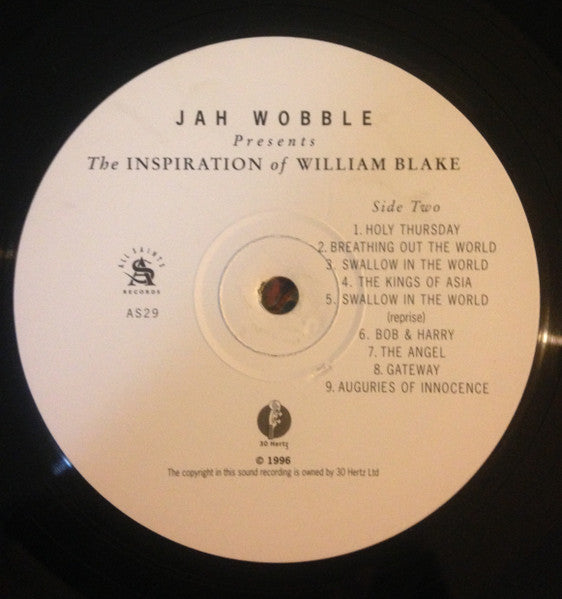 JAH WOBBLE
Presents
The INSPIRATION of WILLIAM BLAKE
Side Two
1. HOLY THURSDAY
2. BREATHING OUT THE WORLD
3. SWALLOW IN THE WORLD
4. THE KINGS OF ASIA
5. SWALLOW IN THE WORLD
(reprise)
6. BOB & HARRY
7. THE ANGEL
8. GATEWAY
9. AUGURIES OF INNOCENCE
ALL SAINTS
AS
RECORDS
AS29
30 Hertz
© 1996
The copyright in this sound recording is owned by 30 Hertz Ltd